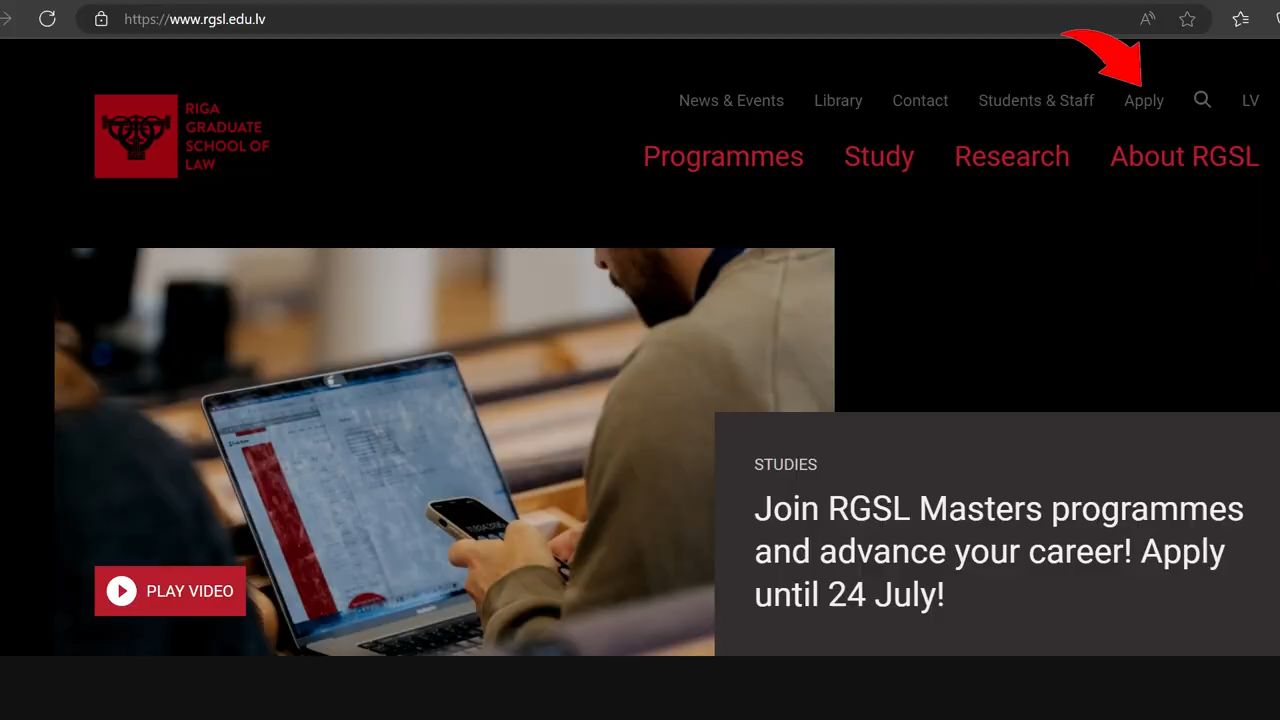 https://www.rgsl.edu.lv
News & Events Library Contact Students & Staff Apply LV
RIGA
GRADUATE
SCHOOL OF
LAW
Programmes Study Research About RGSL
STUDIES
Join RGSL Masters programmes
and advance your career! Apply
until 24 July!
PLAY VIDEO